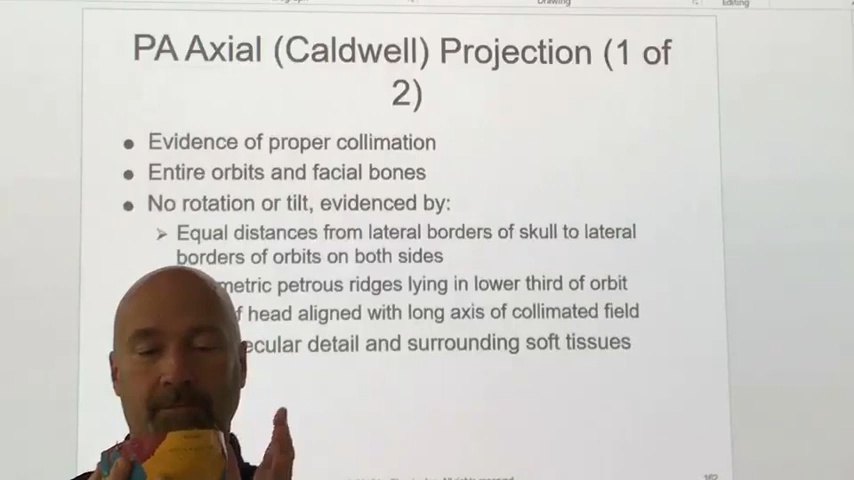 Drawing
Editing
PA Axial (Caldwell) Projection (1 of
2)
● Evidence of proper collimation
● Entire orbits and facial bones
● No rotation or tilt, evidenced by:
➢ Equal distances from lateral borders of skull to lateral
borders of orbits on both sides
petrous ridges lying in lower third of orbit
head aligned with long axis of collimated field
detail and surrounding soft tissues